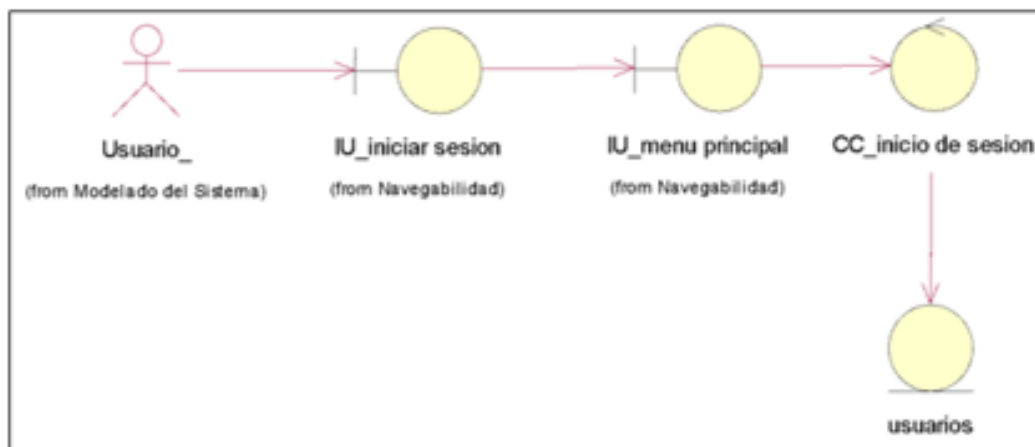 Usuario_
(from Modelado del Sistema)
IU_iniciar sesion
(from Navegabilidad)
IU_menu principal
(from Navegabilidad)
CC_inicio de sesion
usuarios